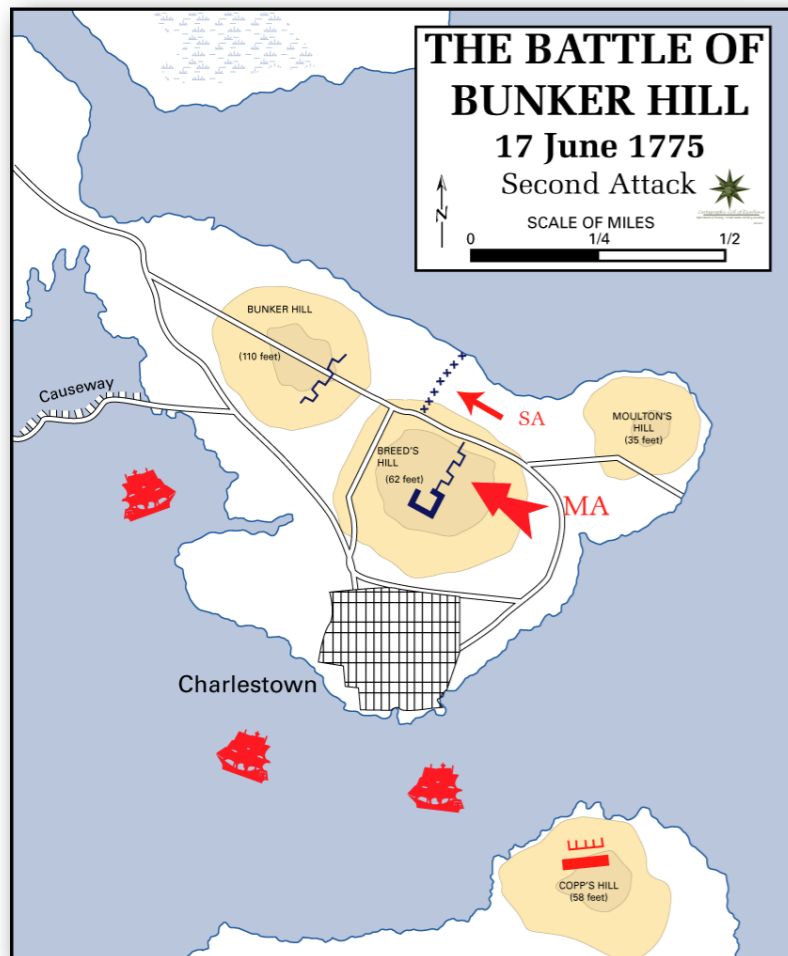 THE BATTLE OF
BUNKER HILL
17 June 1775
Second Attack
N
SCALE OF MILES
0 1/4 1/2
BUNKER HILL
(110 feet)
Causeway
SA
MOULTON'S
HILL
(35 feet)
BREED'S
HILL
(62 feet)
MA
Charlestown
COPP'S HILL
(58 feet)